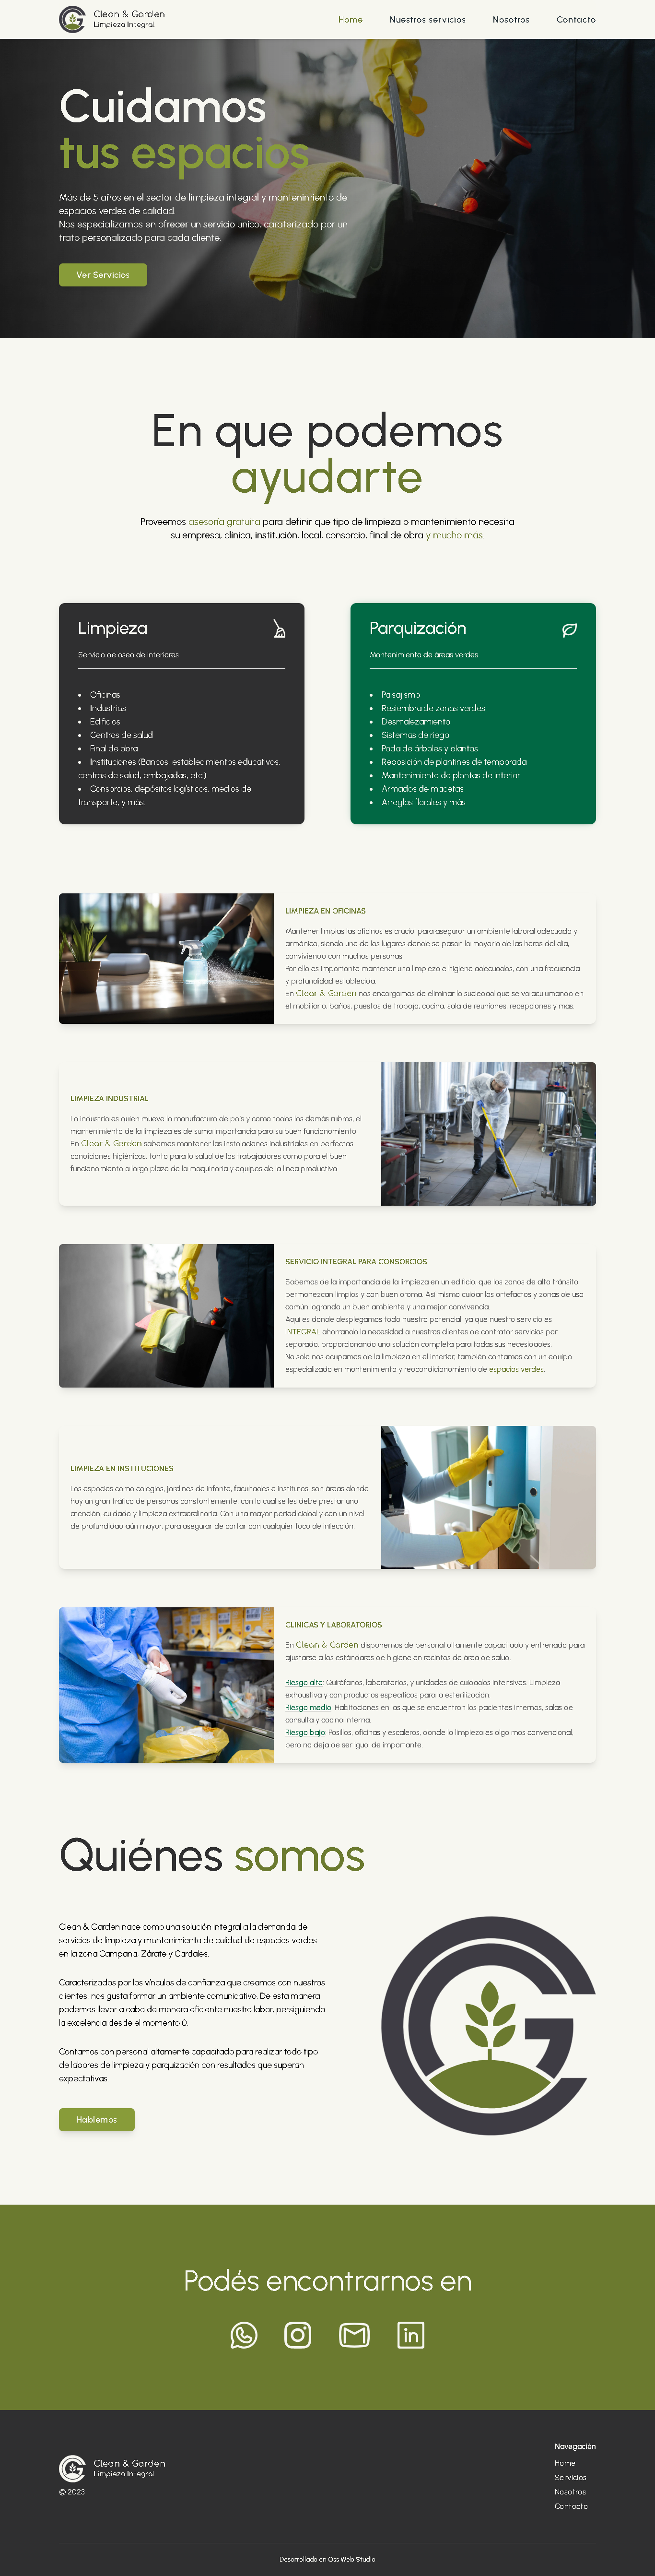 Clean & Garden
Limpieza Integral
Home
Nuestros servicios
Nosotros
Contacto
Cuidamos
tus espacios
Más de 5 años en el sector de limpieza integral y mantenimiento de
espacios verdes de calidad.
Nos especializamos en ofrecer un servicio único, caraterizado por un
trato personalizado para cada cliente.
Ver Servicios
En que podemos
ayudarte
Proveemos asesoría gratuita para definir que tipo de limpieza o mantenimiento necesita
su empresa, clínica, institución, local, consorcio, final de obra y mucho más.
Limpieza
Servicio de aseo de interiores
• Oficinas
• Industrias
• Edificios
• Centros de salud
• Final de obra
• Instituciones (Bancos, establecimientos educativos,
centros de salud, embajadas, etc.)
• Consorcios, depósitos logísticos, medios de
transporte, y más.
Parquización
Mantenimiento de áreas verdes
• Paisajismo
• Resiembra de zonas verdes
• Desmalezamiento
• Sistemas de riego
• Poda de árboles y plantas
• Reposición de plantines de temporada
• Mantenimiento de plantas de interior
• Armados de macetas
• Arreglos florales y más
LIMPIEZA EN OFICINAS
Mantener limpias las oficinas es crucial para asegurar un ambiente laboral adecuado y
armónico, siendo uno de los lugares donde se pasan la mayoría de las horas del día,
conviviendo con muchas personas.
Por ello es importante mantener una limpieza e higiene adecuadas, con una frecuencia
y profundidad establecida.
En Clear & Garden nos encargamos de eliminar la suciedad que se va aculumando en
el mobiliario, baños, puestos de trabajo, cocina, sala de reuniones, recepciones y más.
LIMPIEZA INDUSTRIAL
La industria es quien mueve la manufactura de país y como todos los demás rubros, el
mantenimiento de la limpieza es de suma importancia para su buen funcionamiento.
En Clear & Garden sabemos mantener las instalaciones industriales en perfectas
condiciones higiénicas, tanto para la salud de los trabajadores como para el buen
funcionamiento a largo plazo de la maquinaria y equipos de la línea productiva.
SERVICIO INTEGRAL PARA CONSORCIOS
Sabemos de la importancia de la limpieza en un edificio, que las zonas de alto tránsito
permanezcan limpias y con buen aroma. Así mismo cuidar los artefactos y zonas de uso
común logrando un buen ambiente y una mejor convivencia.
Aquí es donde desplegamos todo nuestro potencial, ya que nuestro servicio es
INTEGRAL ahorrando la necesidad a nuestros clientes de contratar servicios por
separado, proporcionando una solución completa para todas sus necesidades.
No solo nos ocupamos de la limpieza en el interior, también contamos con un equipo
especializado en mantenimiento y reacondicionamiento de espacios verdes.
LIMPIEZA EN INSTITUCIONES
Los espacios como colegios, jardínes de infante, facultades e institutos, son áreas donde
hay un gran tráfico de personas constantemente, con lo cual se les debe prestar una
atención, cuidado y limpieza extraordinaria. Con una mayor periodicidad y con un nivel
de profundidad aún mayor, para asegurar de cortar con cualquier foco de infección.
CLINICAS Y LABORATORIOS
En Clean & Garden disponemos de personal altamente capacitado y entrenado para
ajustarse a los estándares de higiene en recintos de área de salud.
Riesgo alto: Quirófanos, laboratorios, y unidades de cuidados intensivos. Limpieza
exhaustiva y con productos específicos para la esterilización.
Riesgo medio: Habitaciones en las que se encuentran los pacientes internos, salas de
consulta y cocina interna.
Riesgo bajo: Pasillos, oficinas y escaleras, donde la limpieza es algo mas convencional,
pero no deja de ser igual de importante.
Quiénes somos
Clean & Garden nace como una solución integral a la demanda de
servicios de limpieza y mantenimiento de calidad de espacios verdes
en la zona Campana, Zárate y Cardales.
Caracterizados por los vínculos de confianza que creamos con nuestros
clientes, nos gusta formar un ambiente comunicativo. De esta manera
podemos llevar a cabo de manera eficiente nuestro labor, persiguiendo
la excelencia desde el momento 0.
Contamos con personal altamente capacitado para realizar todo tipo
de labores de limpieza y parquización con resultados que superan
expectativas.
Hablemos
Podés encontrarnos en
Clean & Garden
Limpieza Integral
© 2023
Navegación
Home
Servicios
Nosotros
Contacto
Desarrollado en Oss Web Studio